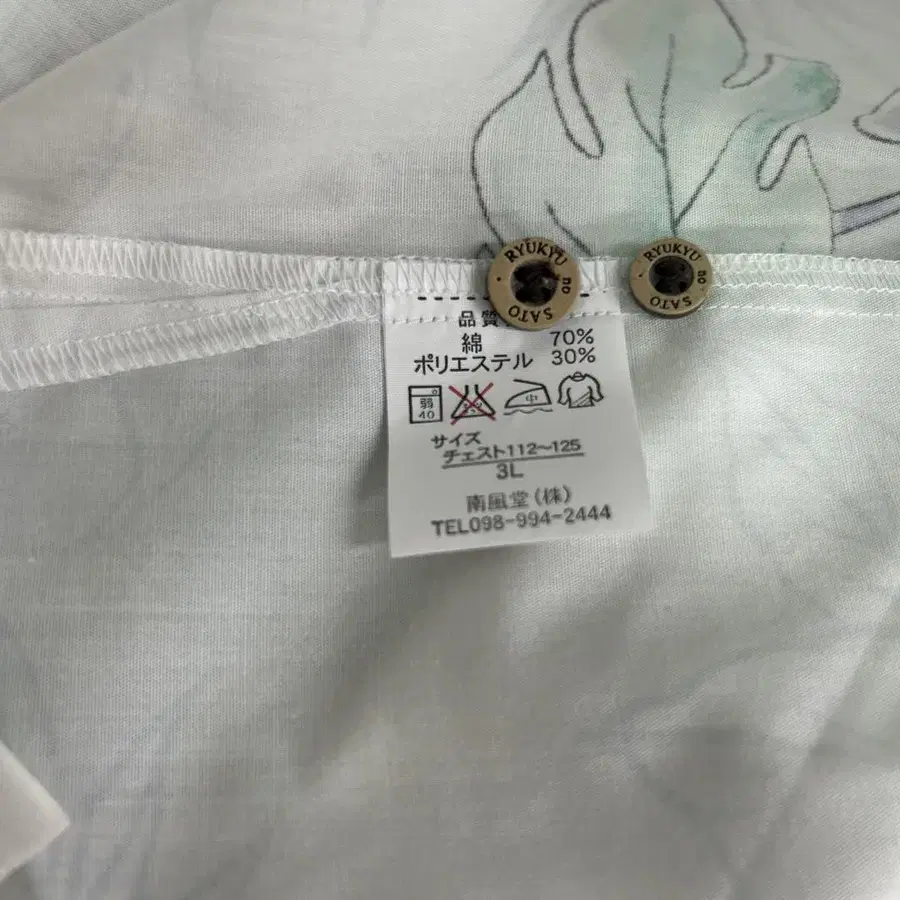 RYUKYU no SATO
RYUKYU no SATO
品質
綿 70%
ポリエステル 30%
弱
40
中
サイズ
チェスト112〜125
3L
南風堂(株)
TEL098-994-2444